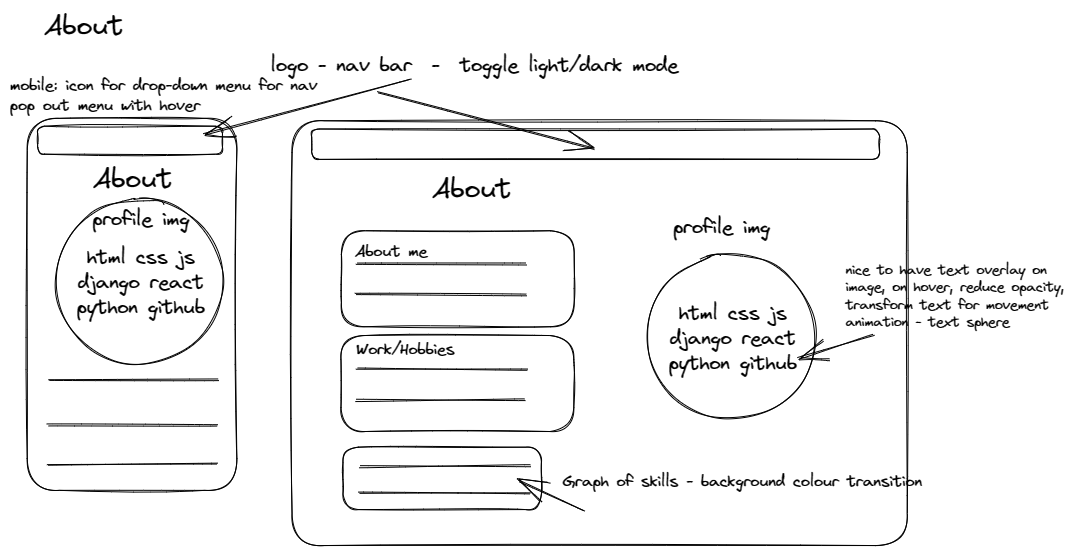 About
logo - nav bar - toggle light/dark mode
mobile; icon for drop-down menu for nav
pop out menu with hover
About
profile img
html css js
django react
python github
About
About me
Work/Hobbies
profile img
html css js
django react
python github
nice to have text overlay on
image, on hover, reduce opacity,
transform text for movement
animation - text sphere
Graph of skills - background colour transition